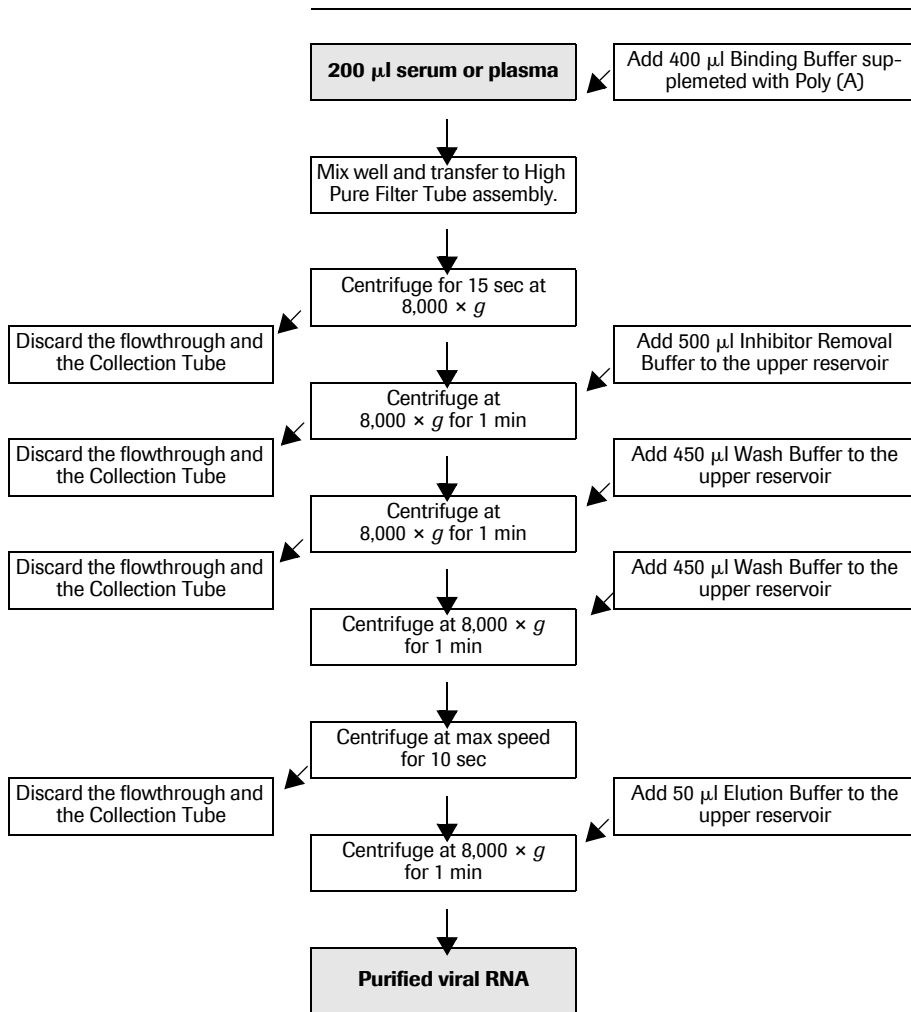 200 µl serum or plasma
Add 400 µl Binding Buffer sup-
plemeted with Poly (A)
Mix well and transfer to High
Pure Filter Tube assembly.
Centrifuge for 15 sec at
8,000 × g
Discard the flowthrough and
the Collection Tube
Add 500 µl Inhibitor Removal
Buffer to the upper reservoir
Centrifuge at
8,000 × g for 1 min
Discard the flowthrough and
the Collection Tube
Add 450 µl Wash Buffer to the
upper reservoir
Centrifuge at
8,000 × g for 1 min
Discard the flowthrough and
the Collection Tube
Add 450 µl Wash Buffer to the
upper reservoir
Centrifuge at 8,000 × g
for 1 min
Centrifuge at max speed
for 10 sec
Discard the flowthrough and
the Collection Tube
Add 50 µl Elution Buffer to the
upper reservoir
Centrifuge at 8,000 × g
for 1 min
Purified viral RNA